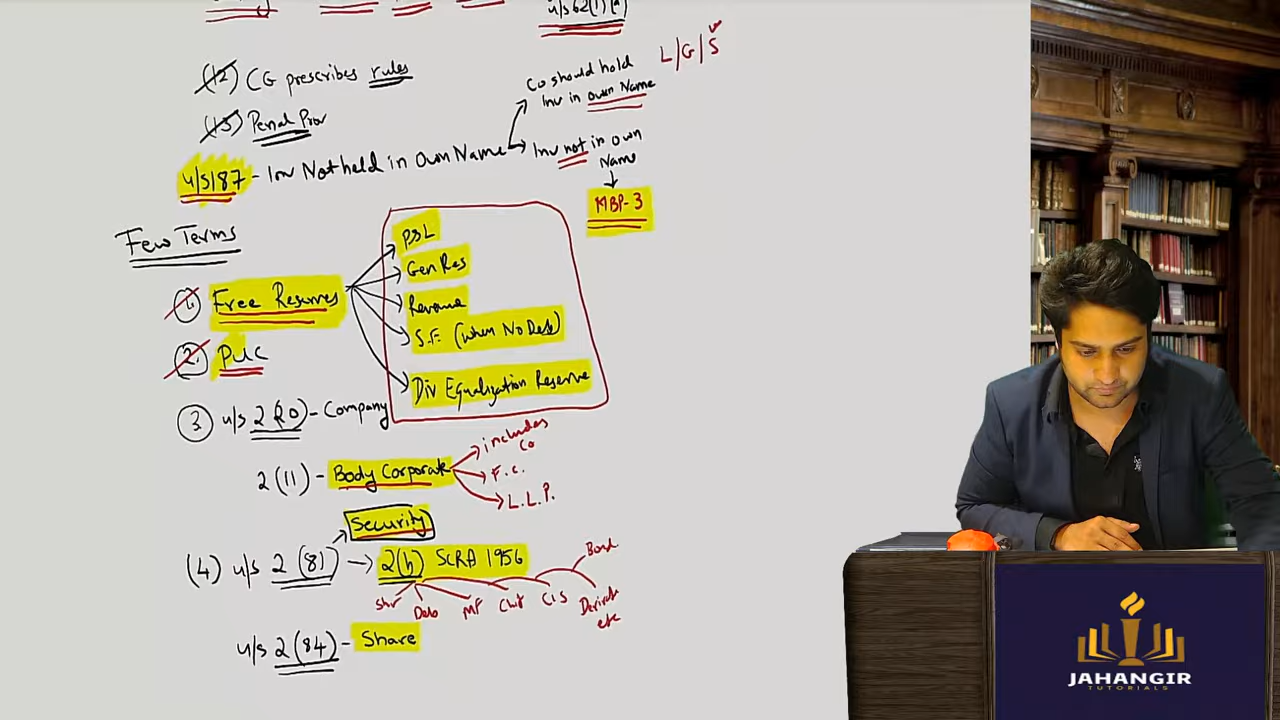 u/s 62(1)(a)
(12) CG prescribes rules
(13) Penal Prov
u/s187 - Inv Not held in Own Name
Co should hold
Inv in own Name
L/G/S
Inv not in own
Name
MBP-3
Few Terms
1. Free Reserves
P&L
Gen Res
Revenue
S.F. (When No Deb)
Div Equalization Reserve
2. PUC
3 u/s 2(20) - Company
2(11) - Body Corporate
includes
Co
F.C.
L.L.P.
Security
(4) u/s 2(81) → 2(h) SCRA 1956
Shr
Deb
MF
Chit
CIS
Bond
Derivate
etc
u/s 2(84) - Share
JAHANGIR
TUTORIALS